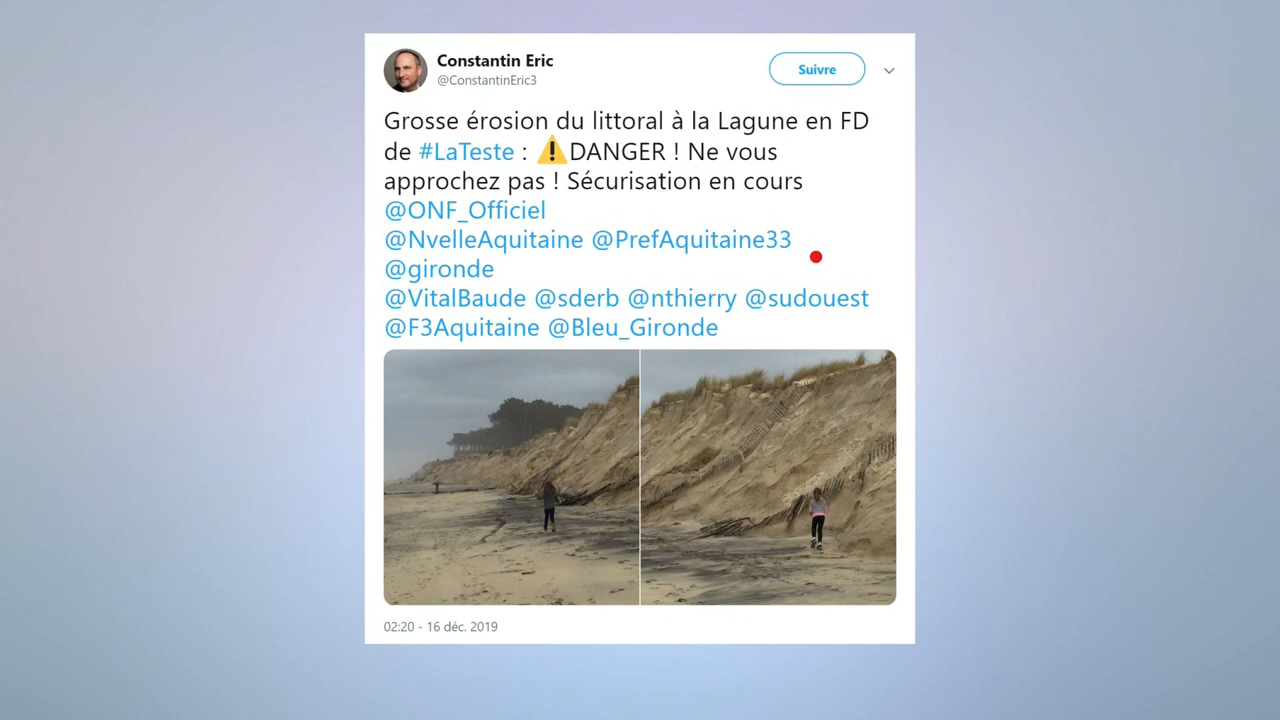 Constantin Eric
@ConstantinEric3
Suivre
Grosse érosion du littoral à la Lagune en FD
de #LaTeste : ⚠DANGER ! Ne vous
approchez pas ! Sécurisation en cours
@ONF_Officiel
@NvelleAquitaine @PrefAquitaine33
@gironde
@VitalBaude @sderb @nthierry @sudouest
@F3Aquitaine @Bleu_Gironde
02:20 - 16 déc. 2019